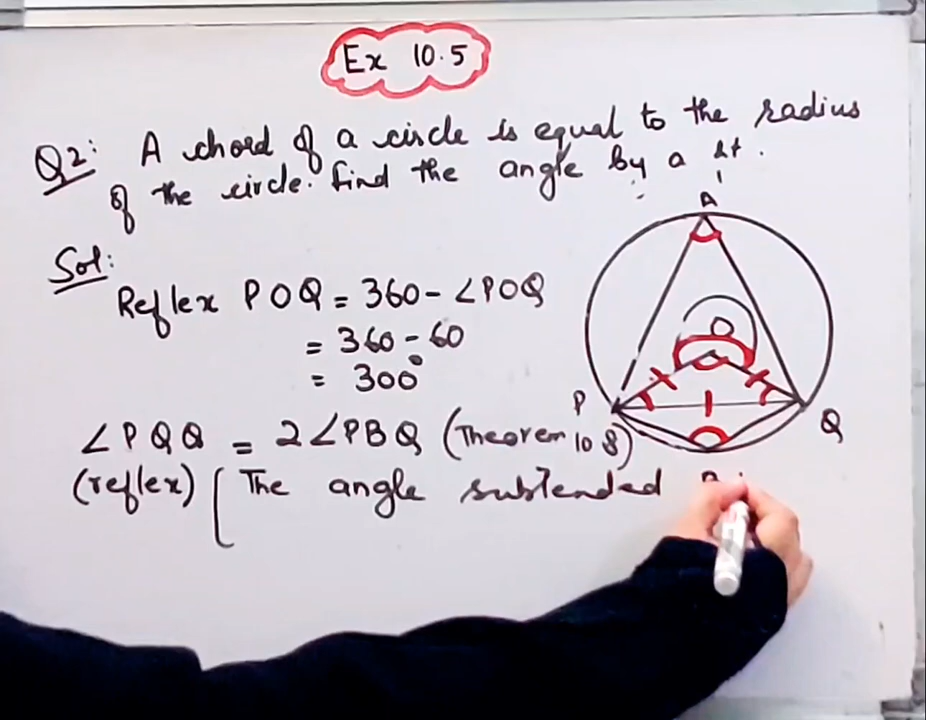 Ex 10.5
Q2: A chord of a circle is equal to the radius
of the circle. find the angle by a
Sol:
A
Reflex POQ = 360 - ∠POQ
= 360 - 60
= 300°
O
P
Q
∠PQQ = 2∠PBQ (Theorem 10 8)
(reflex) [The angle subtended